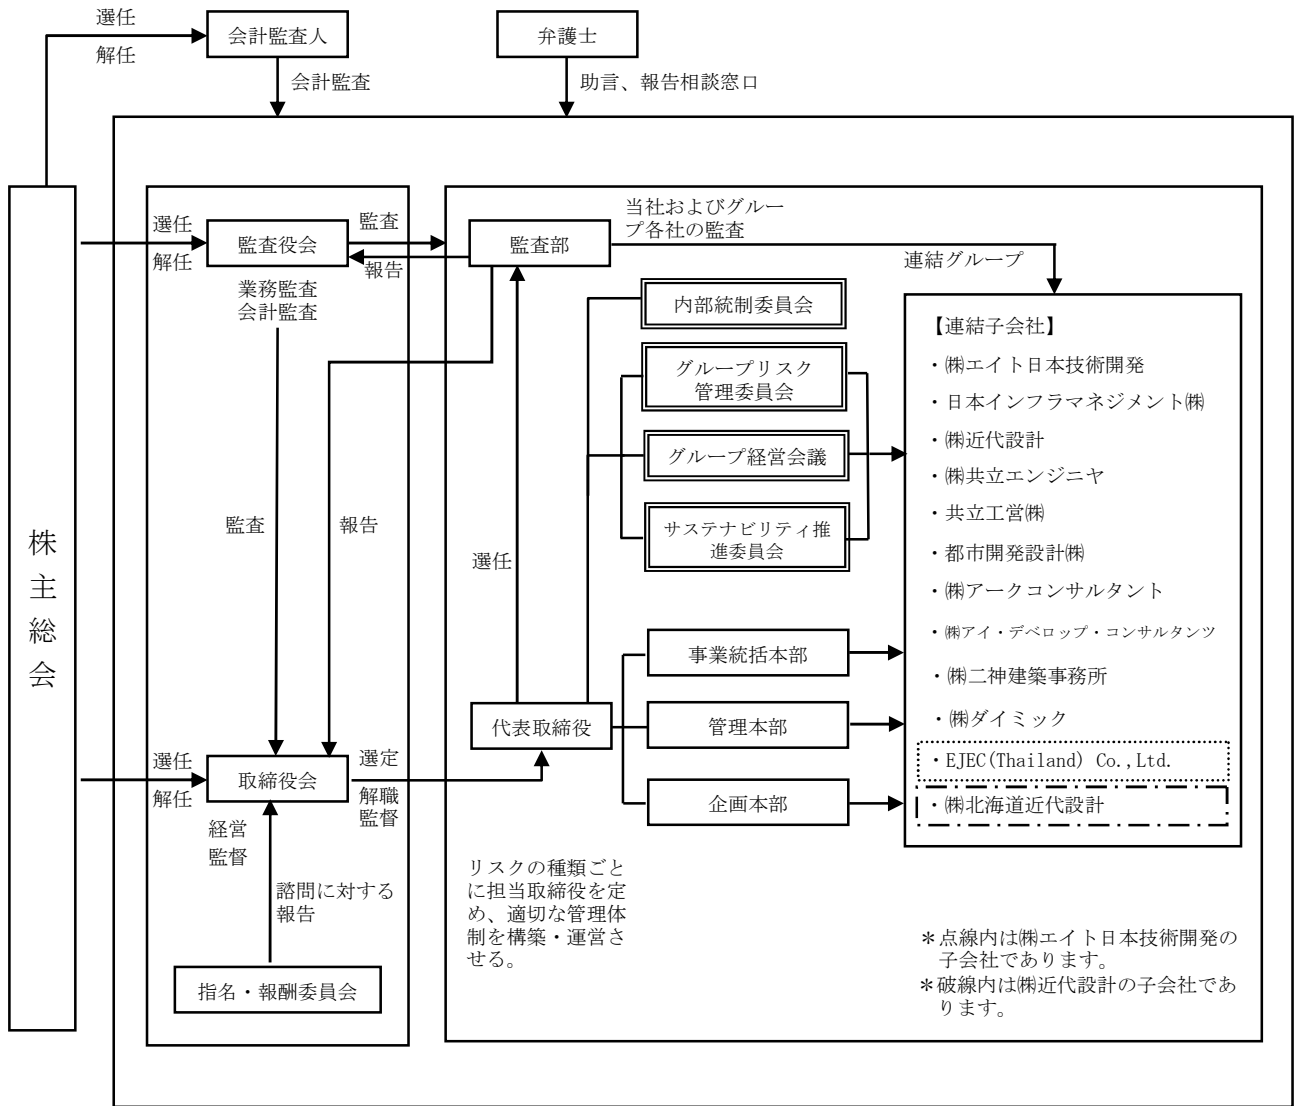 選任
解任
会計監査人
弁護士
会計監査
助言、報告相談窓口
株主総会
選任
解任
監査役会
監査
報告
監査部
当社およびグルー
プ各社の監査
連結グループ
業務監査
会計監査
内部統制委員会
グループリスク
管理委員会
グループ経営会議
サステナビリティ推
進委員会
監査
報告
選任
【連結子会社】
・㈱エイト日本技術開発
・日本インフラマネジメント㈱
・㈱近代設計
・㈱共立エンジニヤ
・共立工営㈱
・都市開発設計㈱
・㈱アークコンサルタント
・㈱アイ・デベロップ・コンサルタンツ
・㈱二神建築事務所
・㈱ダイミック
・EJEC(Thailand) Co.,Ltd.
・㈱北海道近代設計
事業統括本部
管理本部
企画本部
代表取締役
選任
解任
取締役会
選定
解職
監督
経営
監督
諮問に対する
報告
指名・報酬委員会
リスクの種類ごと
に担当取締役を定
め、適切な管理体
制を構築・運営さ
せる。
＊点線内は㈱エイト日本技術開発の
子会社であります。
＊破線内は㈱近代設計の子会社であ
ります。